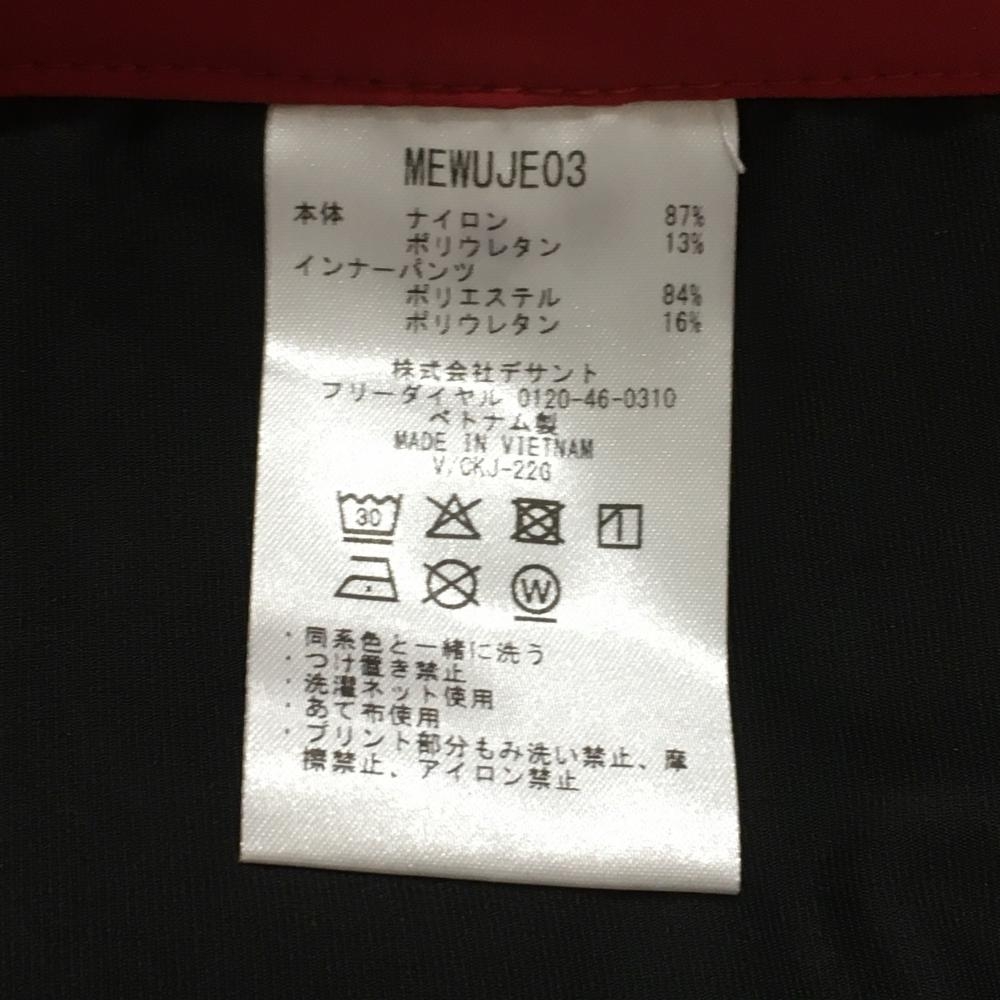 MEWUJE03
本体 ナイロン 87%
ポリウレタン 13%
インナーパンツ
ポリエステル 84%
ポリウレタン 16%
株式会社デサント
フリーダイヤル 0120-46-0310
ベトナム製
MADE IN VIETNAM
V/CKJ-22G
30
W
・同系色と一緒に洗う
・つけ置き禁止
・洗濯ネット使用
・あて布使用
・プリント部分もみ洗い禁止、摩
擦禁止、アイロン禁止